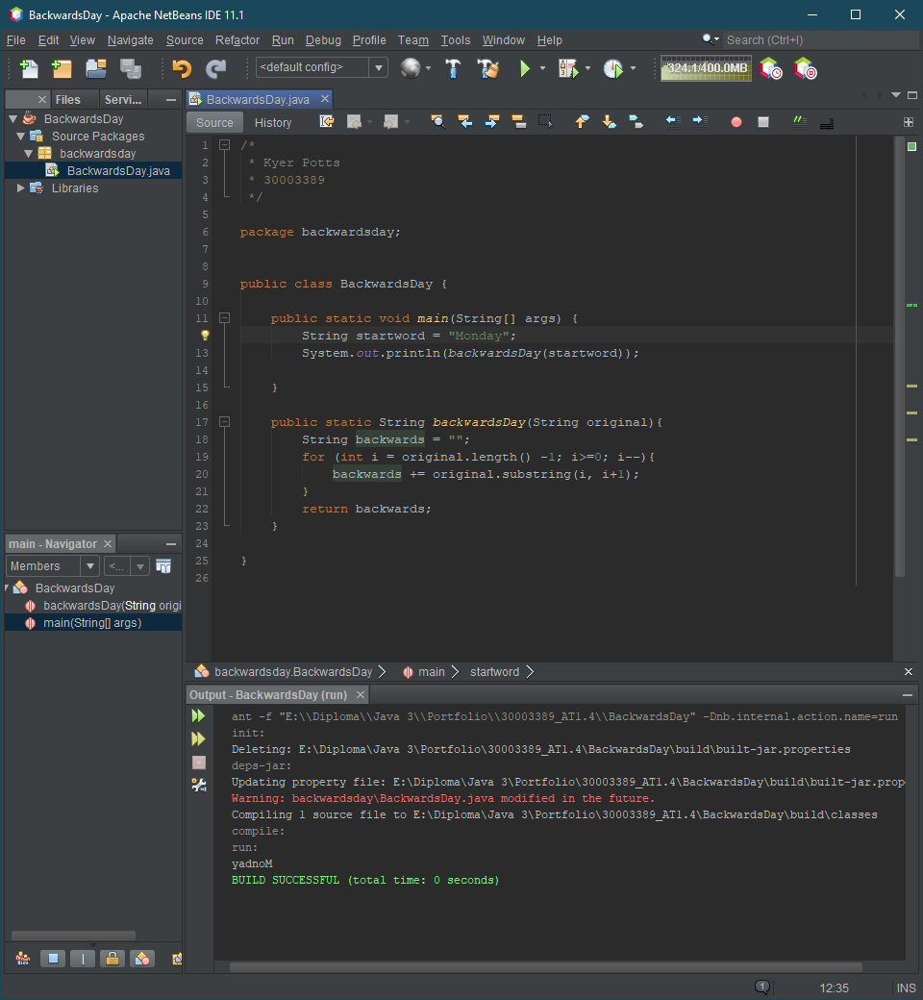 BackwardsDay - Apache NetBeans IDE 11.1
File Edit View Navigate Source Refactor Run Debug Profile Team Tools Window Help
Search (Ctrl+I)
<default config>
324.1/400.0MB
Files Servi...
BackwardsDay
Source Packages
backwardsday
BackwardsDay.java
Libraries
BackwardsDay.java
Source History
1 /*
2 * Kyer Potts
3 * 30003389
4 */
5
6 package backwardsday;
7
8
9 public class BackwardsDay {
10
11 public static void main(String[] args) {
String startword = "Monday";
13 System.out.println(backwardsDay(startword));
14
15 }
16
17 public static String backwardsDay(String original){
18 String backwards = "";
19 for (int i = original.length() -1; i>=0; i--){
20 backwards += original.substring(i, i+1);
21 }
22 return backwards;
23 }
24
25 }
26
main - Navigator
Members <...
BackwardsDay
backwardsDay(String origi
main(String[] args)
backwardsday.BackwardsDay main startword
Output - BackwardsDay (run)
ant -f "E:\\Diploma\\Java 3\\Portfolio\\30003389_AT1.4\\BackwardsDay" -Dnb.internal.action.name=run
init:
Deleting: E:\Diploma\Java 3\Portfolio\30003389_AT1.4\BackwardsDay\build\built-jar.properties
deps-jar:
Updating property file: E:\Diploma\Java 3\Portfolio\30003389_AT1.4\BackwardsDay\build\built-jar.prop
Warning: backwardsday\BackwardsDay.java modified in the future.
Compiling 1 source file to E:\Diploma\Java 3\Portfolio\30003389_AT1.4\BackwardsDay\build\classes
compile:
run:
yadnoM
BUILD SUCCESSFUL (total time: 0 seconds)
1
12:35 INS